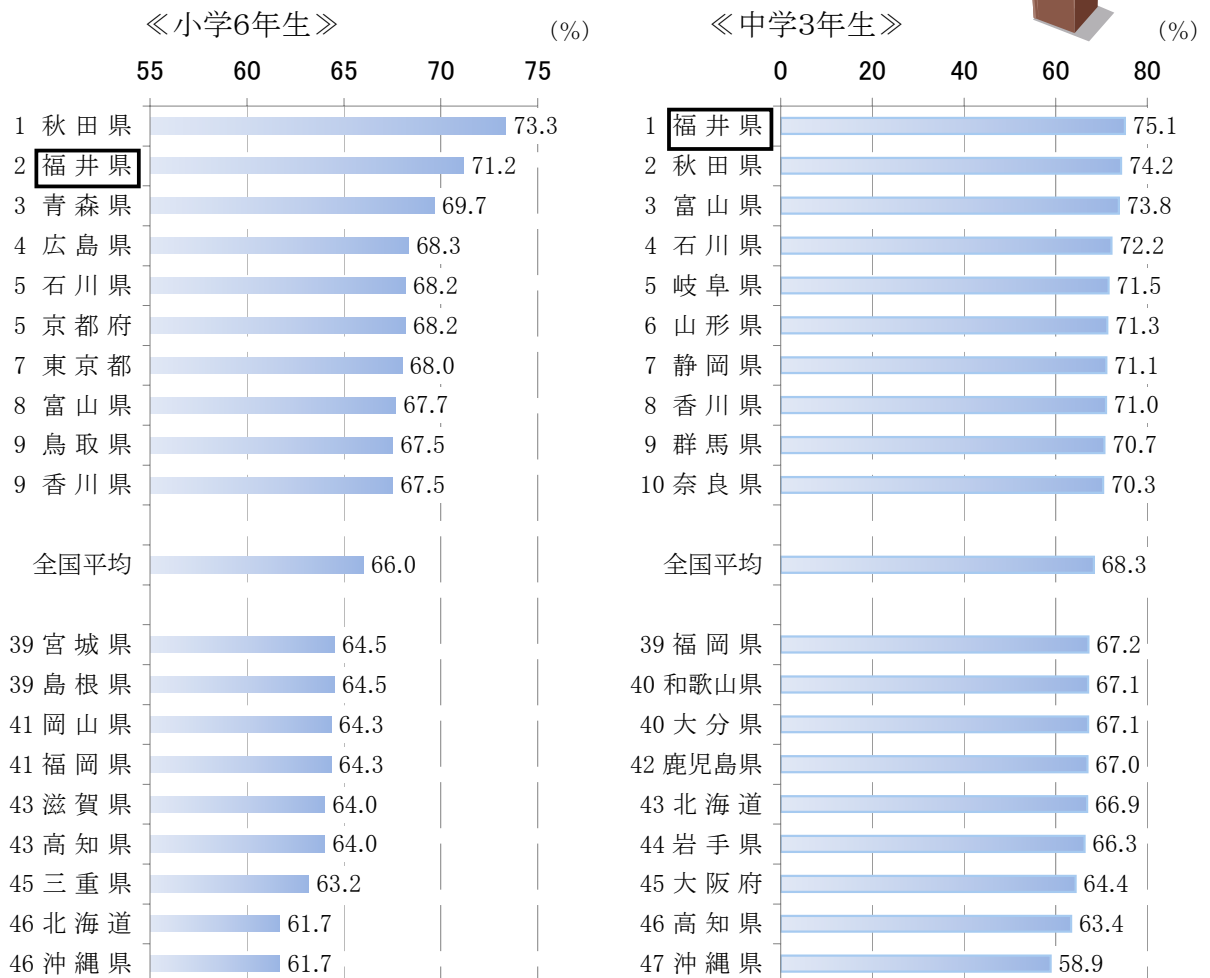 ≪小学6年生≫
(%)
55 60 65 70 75
1 秋田県 73.3
2 福井県 71.2
3 青森県 69.7
4 広島県 68.3
5 石川県 68.2
5 京都府 68.2
7 東京都 68.0
8 富山県 67.7
9 鳥取県 67.5
9 香川県 67.5
全国平均 66.0
39 宮城県 64.5
39 島根県 64.5
41 岡山県 64.3
41 福岡県 64.3
43 滋賀県 64.0
43 高知県 64.0
45 三重県 63.2
46 北海道 61.7
46 沖縄県 61.7
≪中学3年生≫
(%)
0 20 40 60 80
1 福井県 75.1
2 秋田県 74.2
3 富山県 73.8
4 石川県 72.2
5 岐阜県 71.5
6 山形県 71.3
7 静岡県 71.1
8 香川県 71.0
9 群馬県 70.7
10 奈良県 70.3
全国平均 68.3
39 福岡県 67.2
40 和歌山県 67.1
40 大分県 67.1
42 鹿児島県 67.0
43 北海道 66.9
44 岩手県 66.3
45 大阪府 64.4
46 高知県 63.4
47 沖縄県 58.9